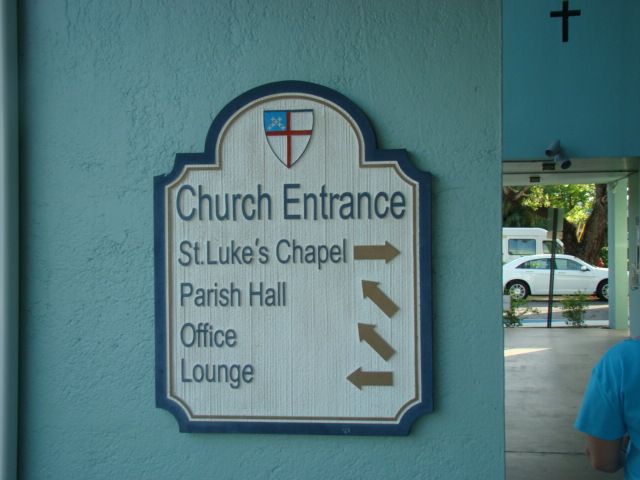 Church Entrance
St.Luke's Chapel
Parish Hall
Office
Lounge